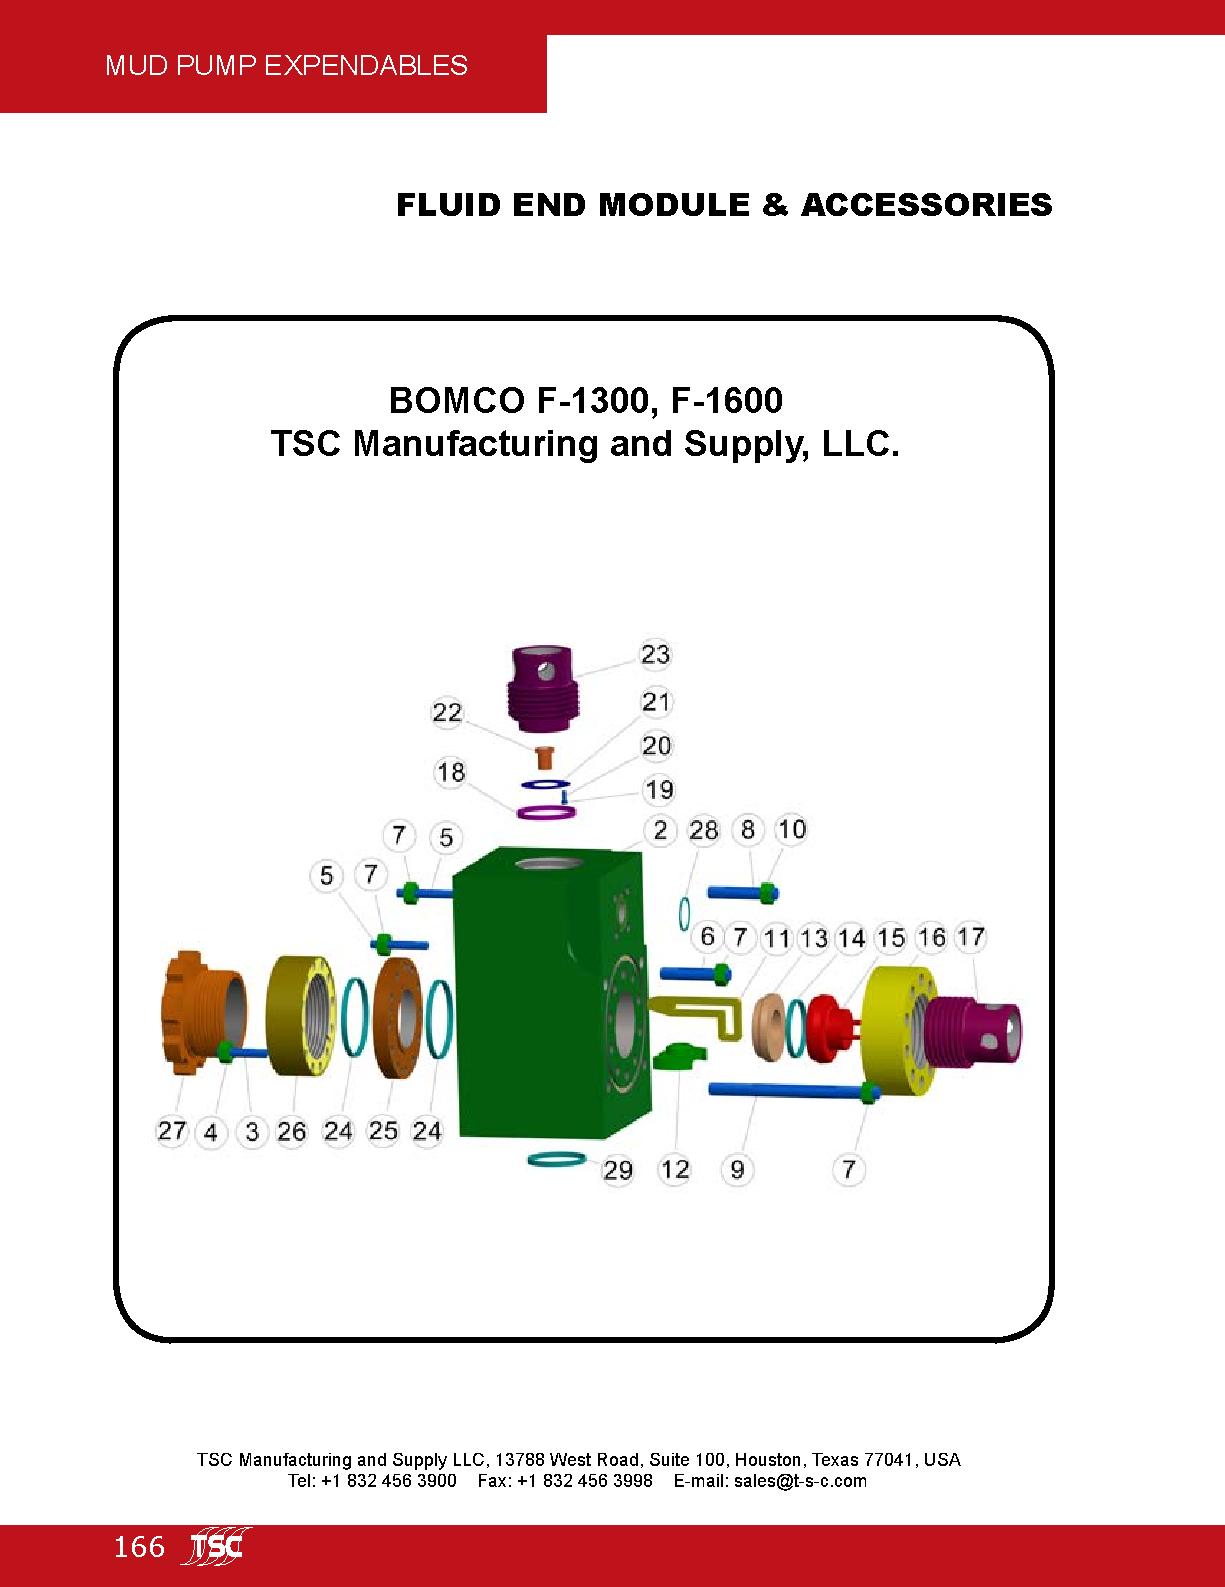 MUD PUMP EXPENDABLES
FLUID END MODULE & ACCESSORIES
BOMCO F-1300, F-1600
TSC Manufacturing and Supply, LLC.
23
21
22
20
18
19
7 5 2 28 8 10
5 7
6 7 11 13 14 15 16 17
27 4 3 26 24 25 24
29 12 9 7
TSC Manufacturing and Supply LLC, 13788 West Road, Suite 100, Houston, Texas 77041, USA
Tel: +1 832 456 3900 Fax: +1 832 456 3998 E-mail: sales@t-s-c.com
166 TSC